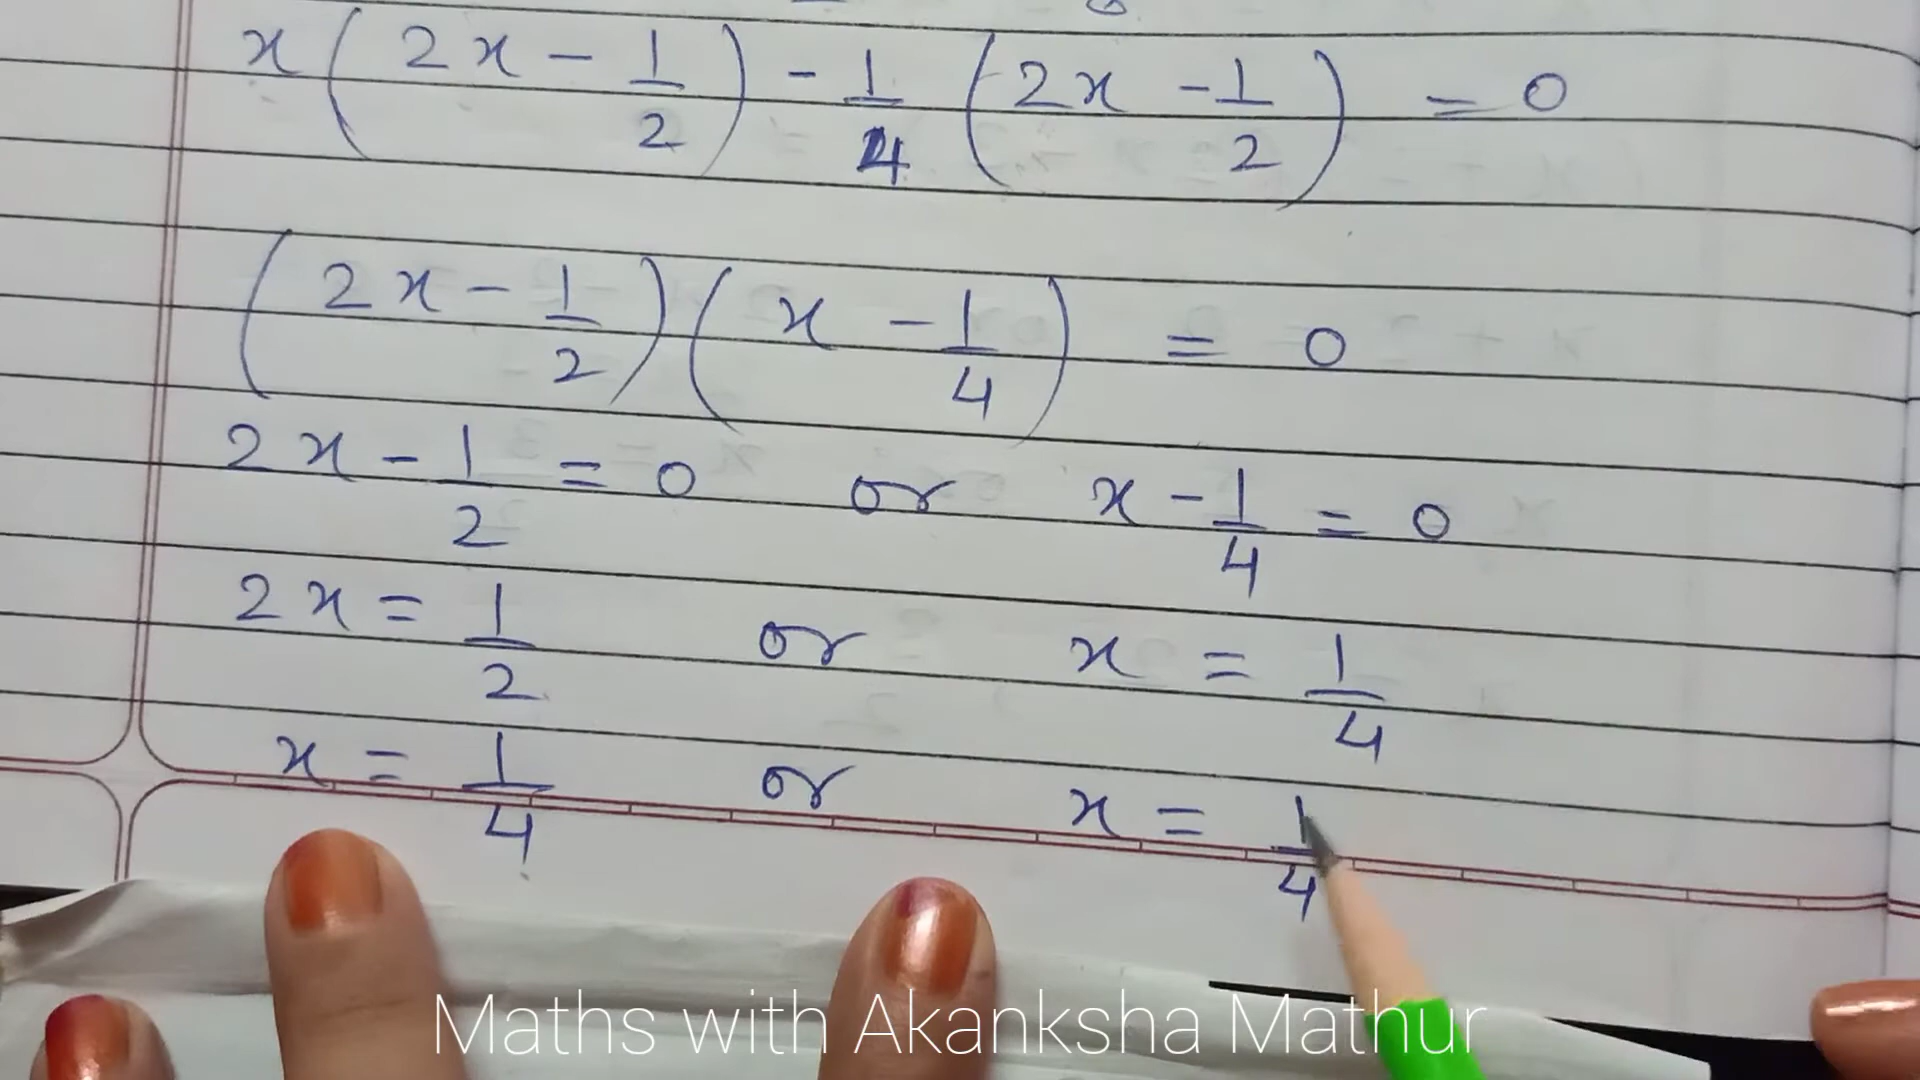 x(2x - 1/2) - 1/4 (2x - 1/2) = 0
(2x - 1/2)(x - 1/4) = 0
2x - 1/2 = 0 or x - 1/4 = 0
2x = 1/2 or x = 1/4
x = 1/4 or x = 1/4
Maths with Akanksha Mathur